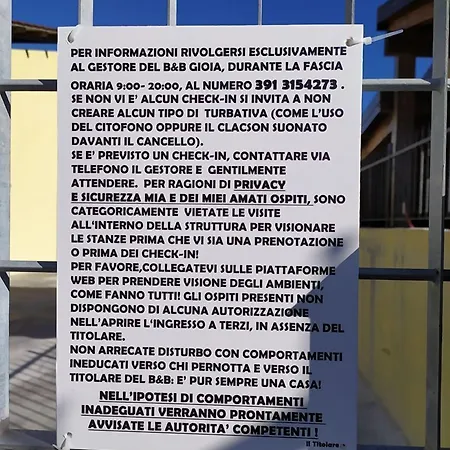 PER INFORMAZIONI RIVOLGERSI ESCLUSIVAMENTE
AL GESTORE DEL B&B GIOIA, DURANTE LA FASCIA
ORARIA 9:00- 20:00, AL NUMERO 391 3154273 .
SE NON VI E' ALCUN CHECK-IN SI INVITA A NON
CREARE ALCUN TIPO DI TURBATIVA (COME L'USO
DEL CITOFONO OPPURE IL CLACSON SUONATO
DAVANTI IL CANCELLO).
SE E' PREVISTO UN CHECK-IN, CONTATTARE VIA
TELEFONO IL GESTORE E GENTILMENTE
ATTENDERE. PER RAGIONI DI PRIVACY
E SICUREZZA MIA E DEI MIEI AMATI OSPITI, SONO
CATEGORICAMENTE VIETATE LE VISITE
ALL'INTERNO DELLA STRUTTURA PER VISIONARE
LE STANZE PRIMA CHE VI SIA UNA PRENOTAZIONE
O PRIMA DEI CHECK-IN!
PER FAVORE,COLLEGATEVI SULLE PIATTAFORME
WEB PER PRENDERE VISIONE DEGLI AMBIENTI,
COME FANNO TUTTI! GLI OSPITI PRESENTI NON
DISPONGONO DI ALCUNA AUTORIZZAZIONE
NELL'APRIRE L'INGRESSO A TERZI, IN ASSENZA DEL
TITOLARE.
NON ARRECATE DISTURBO CON COMPORTAMENTI
INEDUCATI VERSO CHI PERNOTTA E VERSO IL
TITOLARE DEL B&B: E' PUR SEMPRE UNA CASA!
NELL'IPOTESI DI COMPORTAMENTI
INADEGUATI VERRANNO PRONTAMENTE
AVVISATE LE AUTORITA' COMPETENTI !
Il Titolare.